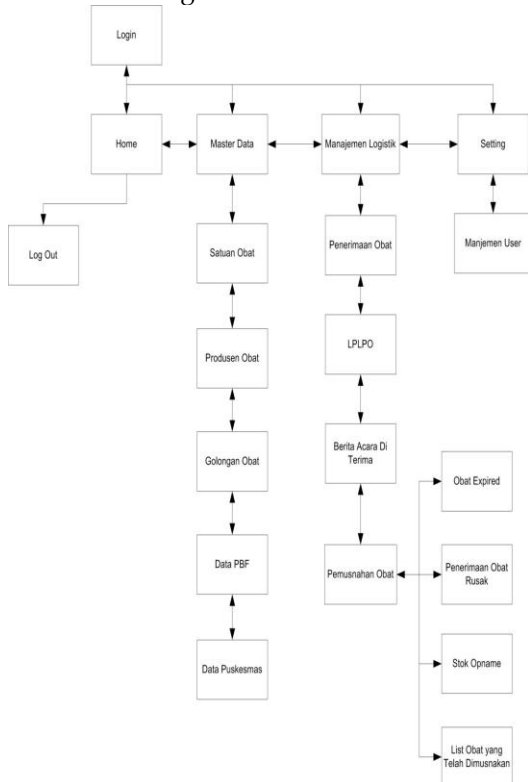 Login
Home
Master Data
Manajemen Logistik
Setting
Log Out
Satuan Obat
Penerimaan Obat
Manjemen User
Produsen Obat
LPLPO
Golongan Obat
Berita Acara Di
Terima
Obat Expired
Data PBF
Pemusnahan Obat
Penerimaan Obat
Rusak
Data Puskesmas
Stok Opname
List Obat yang
Telah Dimusnakan